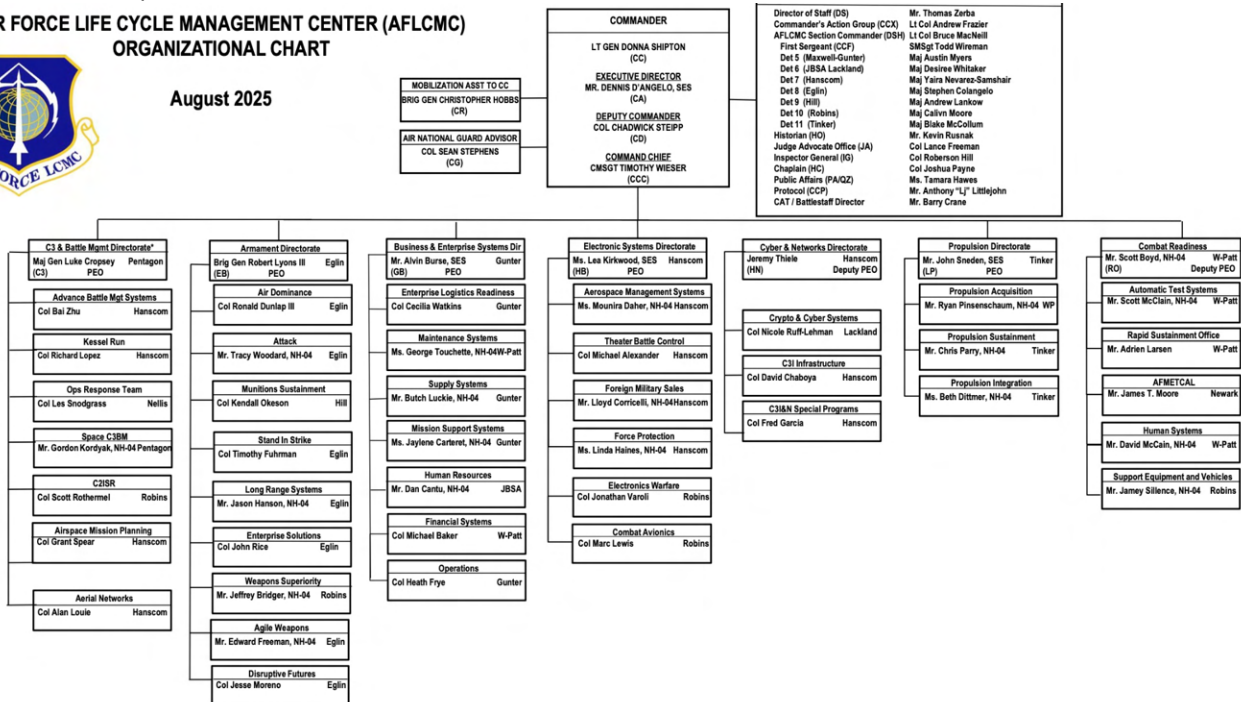 R FORCE LIFE CYCLE MANAGEMENT CENTER (AFLCMC)
ORGANIZATIONAL CHART
August 2025
ORCE LCMC
MOBILIZATION ASST TO CC
BRIG GEN CHRISTOPHER HOBBS
(CR)
AIR NATIONAL GUARD ADVISOR
COL SEAN STEPHENS
(CG)
COMMANDER
LT GEN DONNA SHIPTON
(CC)
EXECUTIVE DIRECTOR
MR. DENNIS D'ANGELO, SES
(CA)
DEPUTY COMMANDER
COL CHADWICK STEIPP
(CD)
COMMAND CHIEF
CMSGT TIMOTHY WIESER
(CCC)
Director of Staff (DS) Mr. Thomas Zerba
Commander's Action Group (CCX) Lt Col Andrew Frazier
AFLCMC Section Commander (DSH) Lt Col Bruce MacNeill
First Sergeant (CCF) SMSgt Todd Wireman
Det 5 (Maxwell-Gunter) Maj Austin Myers
Det 6 (JBSA Lackland) Maj Desiree Whitaker
Det 7 (Hanscom) Maj Yaira Nevarez-Samshair
Det 8 (Eglin) Maj Stephen Colangelo
Det 9 (Hill) Maj Andrew Lankow
Det 10 (Robins) Maj Calivn Moore
Det 11 (Tinker) Maj Blake McCollum
Historian (HO) Mr. Kevin Rusnak
Judge Advocate Office (JA) Col Lance Freeman
Inspector General (IG) Col Roberson Hill
Chaplain (HC) Col Joshua Payne
Public Affairs (PA/QZ) Ms. Tamara Hawes
Protocol (CCP) Mr. Anthony "Lj" Littlejohn
CAT / Battlestaff Director Mr. Barry Crane
C3 & Battle Mgmt Directorate*
Maj Gen Luke Cropsey Pentagon
(C3) PEO
Advance Battle Mgt Systems
Col Bai Zhu Hanscom
Kessel Run
Col Richard Lopez Hanscom
Ops Response Team
Col Les Snodgrass Nellis
Space C3BM
Mr. Gordon Kordyak, NH-04 Pentagon
C2ISR
Col Scott Rothermel Robins
Airspace Mission Planning
Col Grant Spear Hanscom
Aerial Networks
Col Alan Louie Hanscom
Armament Directorate
Brig Gen Robert Lyons III Eglin
(EB) PEO
Air Dominance
Col Ronald Dunlap III Eglin
Attack
Mr. Tracy Woodard, NH-04 Eglin
Munitions Sustainment
Col Kendall Okeson Hill
Stand In Strike
Col Timothy Fuhrman Eglin
Long Range Systems
Mr. Jason Hanson, NH-04 Eglin
Enterprise Solutions
Col John Rice Eglin
Weapons Superiority
Mr. Jeffrey Bridger, NH-04 Robins
Agile Weapons
Mr. Edward Freeman, NH-04 Eglin
Disruptive Futures
Col Jesse Moreno Eglin
Business & Enterprise Systems Dir
Mr. Alvin Burse, SES Gunter
(GB) PEO
Enterprise Logistics Readiness
Col Cecilia Watkins Gunter
Maintenance Systems
Ms. George Touchette, NH-04W-Patt
Supply Systems
Mr. Butch Luckie, NH-04 Gunter
Mission Support Systems
Ms. Jaylene Carteret, NH-04 Gunter
Human Resources
Mr. Dan Cantu, NH-04 JBSA
Financial Systems
Col Michael Baker W-Patt
Operations
Col Heath Frye Gunter
Electronic Systems Directorate
Ms. Lea Kirkwood, SES Hanscom
(HB) PEO
Aerospace Management Systems
Ms. Mounira Daher, NH-04 Hanscom
Theater Battle Control
Col Michael Alexander Hanscom
Foreign Military Sales
Mr. Lloyd Corricelli, NH-04Hanscom
Force Protection
Ms. Linda Haines, NH-04 Hanscom
Electronics Warfare
Col Jonathan Varoli Robins
Combat Avionics
Col Marc Lewis Robins
Cyber & Networks Directorate
Jeremy Thiele Hanscom
(HN) Deputy PEO
Crypto & Cyber Systems
Col Nicole Ruff-Lehman Lackland
C3I Infrastructure
Col David Chaboya Hanscom
C3I&N Special Programs
Col Fred Garcia Hanscom
Propulsion Directorate
Mr. John Sneden, SES Tinker
(LP) PEO
Propulsion Acquisition
Mr. Ryan Pinsenschaum, NH-04 WP
Propulsion Sustainment
Mr. Chris Parry, NH-04 Tinker
Propulsion Integration
Ms. Beth Dittmer, NH-04 Tinker
Combat Readiness
Mr. Scott Boyd, NH-04 W-Patt
(RO) Deputy PEO
Automatic Test Systems
Mr. Scott McClain, NH-04 W-Patt
Rapid Sustainment Office
Mr. Adrien Larsen W-Patt
AFMETCAL
Mr. James T. Moore Newark
Human Systems
Mr. David McCain, NH-04 W-Patt
Support Equipment and Vehicles
Mr. Jamey Sillence, NH-04 Robins